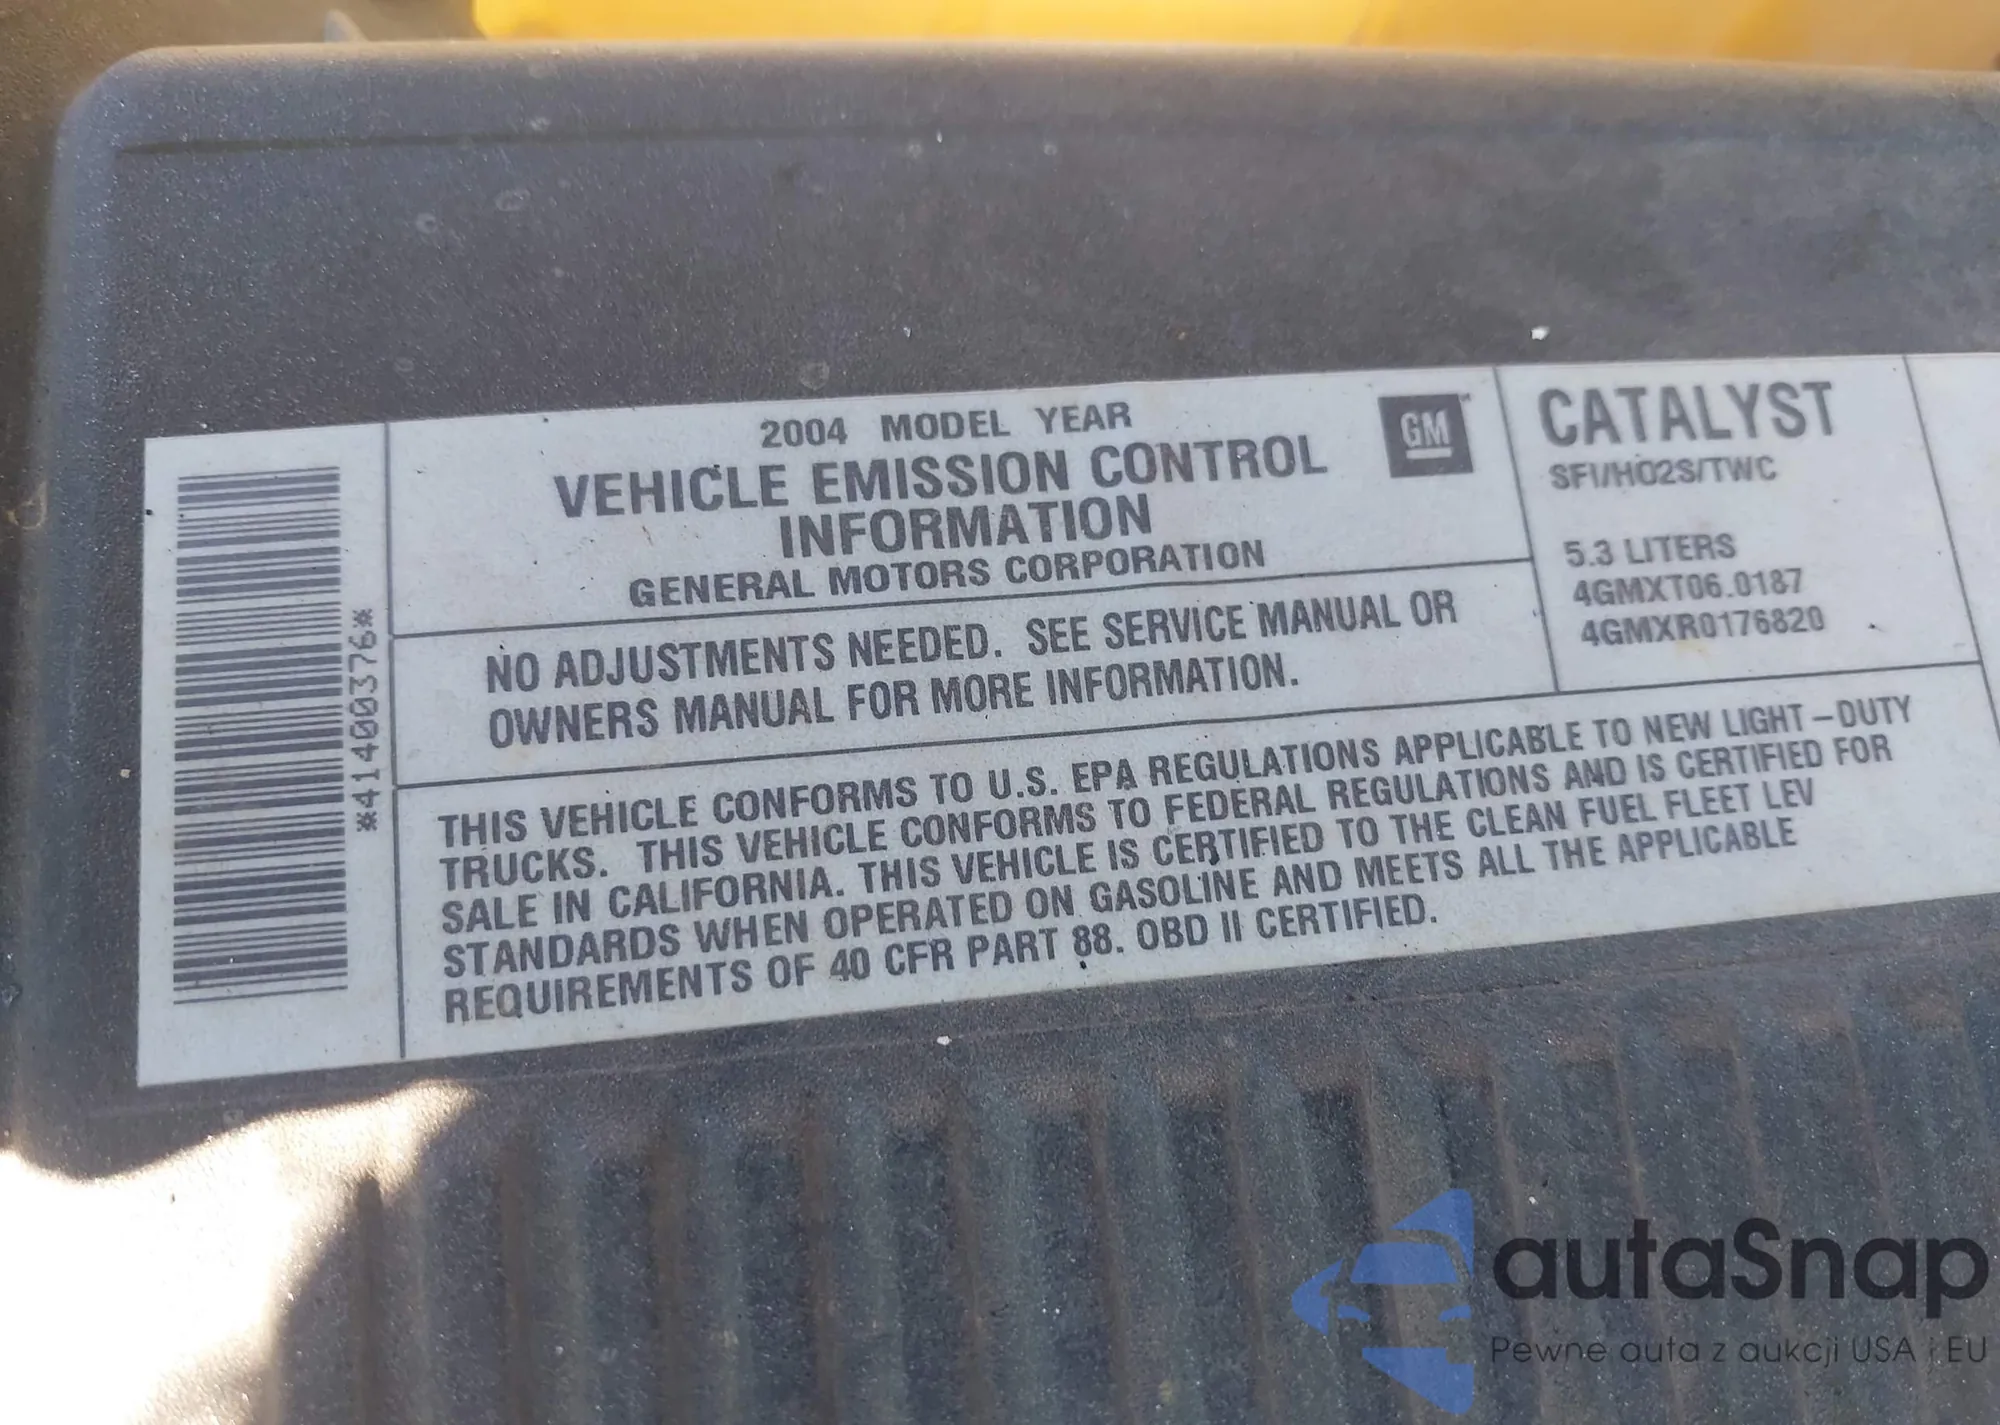 *41400376*
2004 MODEL YEAR
VEHICLE EMISSION CONTROL
INFORMATION
GENERAL MOTORS CORPORATION
GM
NO ADJUSTMENTS NEEDED. SEE SERVICE MANUAL OR
OWNERS MANUAL FOR MORE INFORMATION.
CATALYST
SFI/HO2S/TWC
5.3 LITERS
4GMXT06.0187
4GMXR0176820
THIS VEHICLE CONFORMS TO U.S. EPA REGULATIONS APPLICABLE TO NEW LIGHT-DUTY
TRUCKS. THIS VEHICLE CONFORMS TO FEDERAL REGULATIONS AND IS CERTIFIED FOR
SALE IN CALIFORNIA. THIS VEHICLE IS CERTIFIED TO THE CLEAN FUEL FLEET LEV
STANDARDS WHEN OPERATED ON GASOLINE AND MEETS ALL THE APPLICABLE
REQUIREMENTS OF 40 CFR PART 88. OBD II CERTIFIED.
autaSnap
Pewne auta z aukcji USA i EU